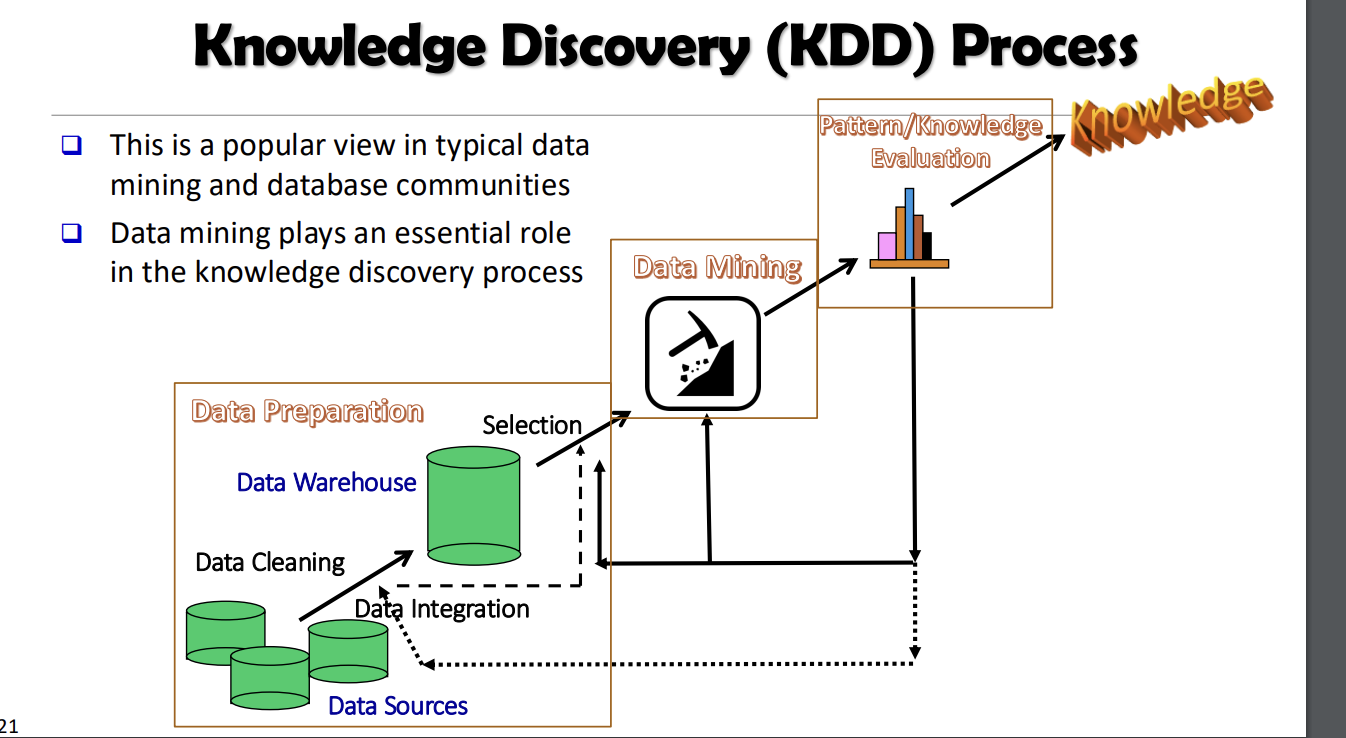 Knowledge Discovery (KDD) Process
Knowledge
❑ This is a popular view in typical data
mining and database communities
❑ Data mining plays an essential role
in the knowledge discovery process
Pattern/Knowledge
Evaluation
Data Mining
Data Preparation
Selection
Data Warehouse
Data Cleaning
Data Integration
Data Sources
21